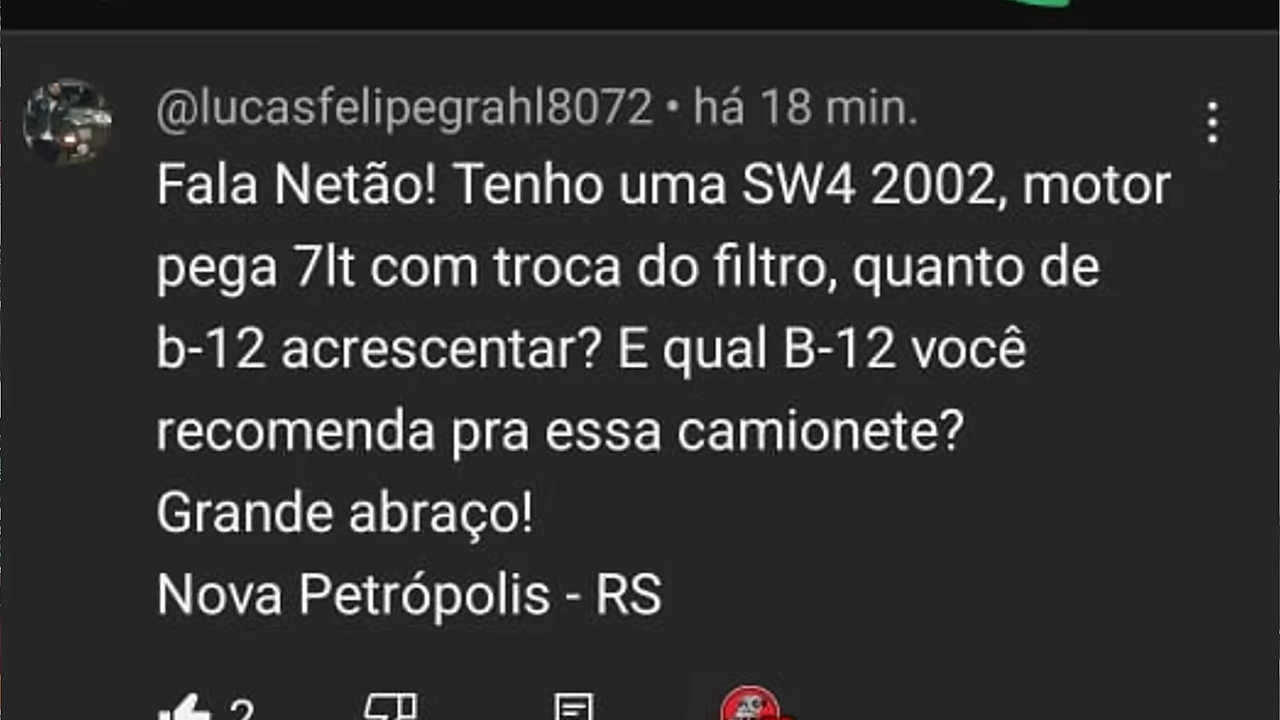 @lucasfelipegrahl8072 • há 18 min.
Fala Netão! Tenho uma SW4 2002, motor
pega 7lt com troca do filtro, quanto de
b-12 acrescentar? E qual B-12 você
recomenda pra essa camionete?
Grande abraço!
Nova Petrópolis - RS
2